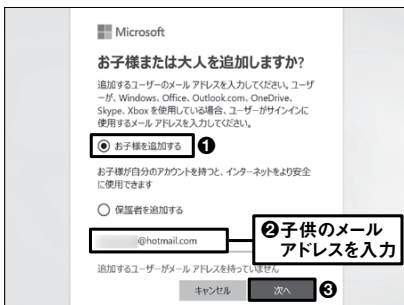 Microsoft
お子様または大人を追加しますか?
追加するユーザーのメール アドレスを入力してください。ユーザ
ーが、Windows、Office、Outlook.com、OneDrive、
Skype、Xbox を使用している場合、ユーザーがサインインに
使用するメール アドレスを入力してください。
お子様を追加する ❶
お子様が自分のアカウントを持つと、インターネットをより安全
に使用できます
保護者を追加する
@hotmail.com
❷子供のメール
アドレスを入力
追加するユーザーがメール アドレスを持っていません
キャンセル 次へ ❸